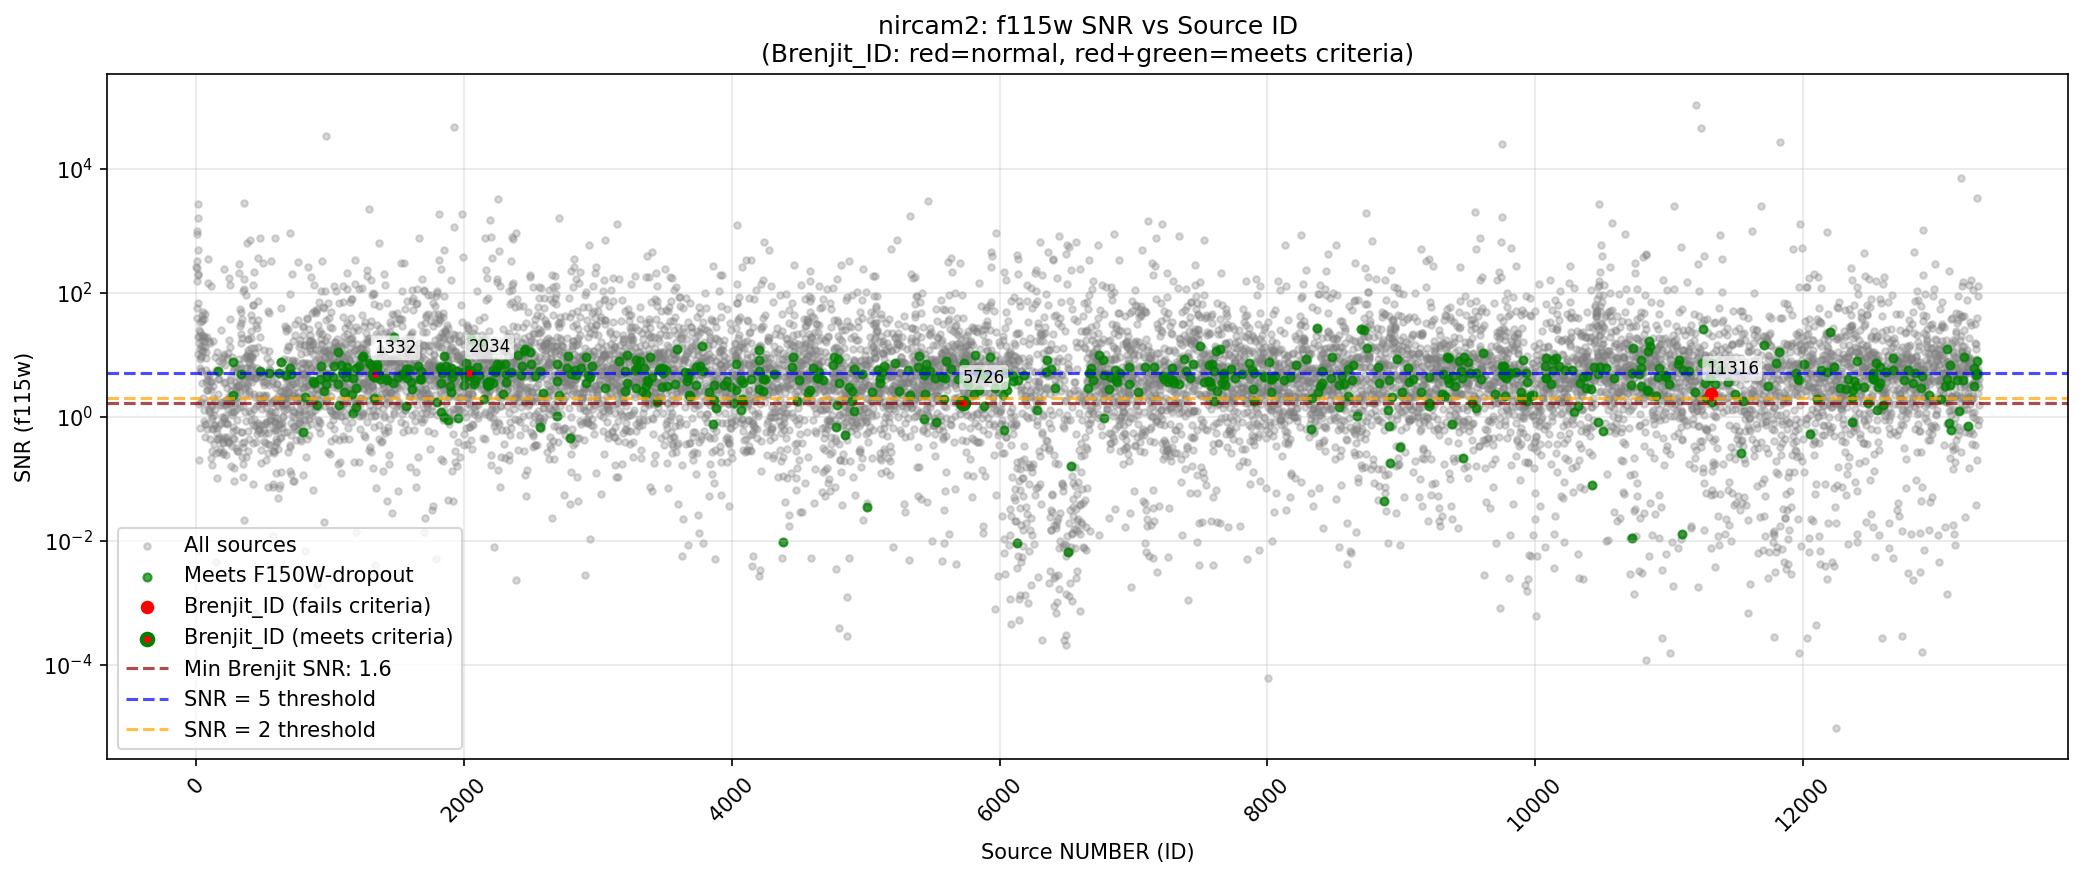 nircam2: f115w SNR vs Source ID
(Brenjit_ID: red=normal, red+green=meets criteria)
SNR (f115w)
10^4
10^2
10^0
10^-2
10^-4
1332
2034
5726
11316
All sources
Meets F150W-dropout
Brenjit_ID (fails criteria)
Brenjit_ID (meets criteria)
Min Brenjit SNR: 1.6
SNR = 5 threshold
SNR = 2 threshold
0
2000
4000
6000
8000
10000
12000
Source NUMBER (ID)